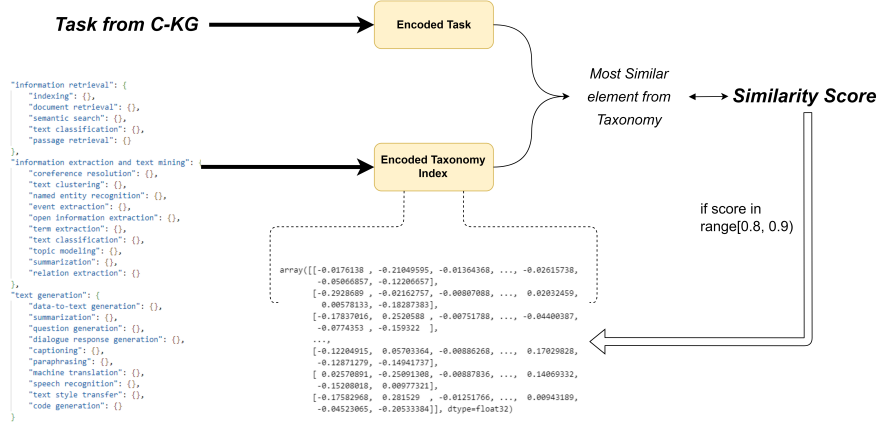 Task from C-KG
Encoded Task
Most Similar
element from
Taxonomy
Similarity Score
"information retrieval": {
"indexing": {},
"document retrieval": {},
"semantic search": {},
"text classification": {},
"passage retrieval": {}
},
"information extraction and text mining": {
"coreference resolution": {},
"text clustering": {},
"named entity recognition": {},
"event extraction": {},
"open information extraction": {},
"term extraction": {},
"text classification": {},
"topic modeling": {},
"summarization": {},
"relation extraction": {}
},
"text generation": {
"data-to-text generation": {},
"summarization": {},
"question generation": {},
"dialogue response generation": {},
"captioning": {},
"paraphrasing": {},
"machine translation": {},
"speech recognition": {},
"text style transfer": {},
"code generation": {}
}
Encoded Taxonomy
Index
if score in
range[0.8, 0.9)
array([[-0.0176138 , -0.21049595, -0.01364368, ..., -0.02615738,
-0.05066857, -0.12206657],
[-0.2928689 , -0.02162757, -0.00807088, ..., 0.02032459,
0.00578133, -0.18287383],
[-0.17837016, 0.2520588 , -0.00751788, ..., -0.04400387,
-0.0774353 , -0.159322 ],
...,
[-0.12204915, 0.05703364, -0.00886268, ..., 0.17029828,
-0.12871279, -0.14941737],
[ 0.02570891, -0.25091308, -0.00887836, ..., 0.14069332,
-0.15208018, 0.00977321],
[-0.17582968, 0.281529 , -0.01251766, ..., 0.00943189,
-0.04523065, -0.20533384]], dtype=float32)